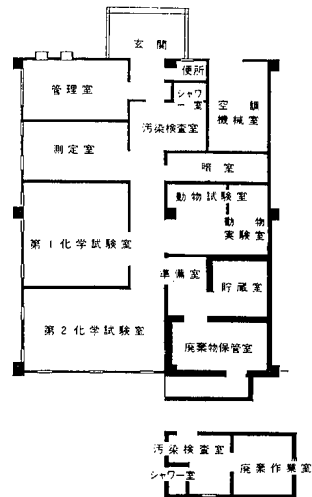 玄関
便所
管理室
シャワー室
空調機械室
汚染検査室
測定室
暗室
動物試験室
動物実験室
第1化学試験室
準備室
貯蔵室
第2化学試験室
廃棄物保管室
汚染検査室
シャワー室
廃棄作業室